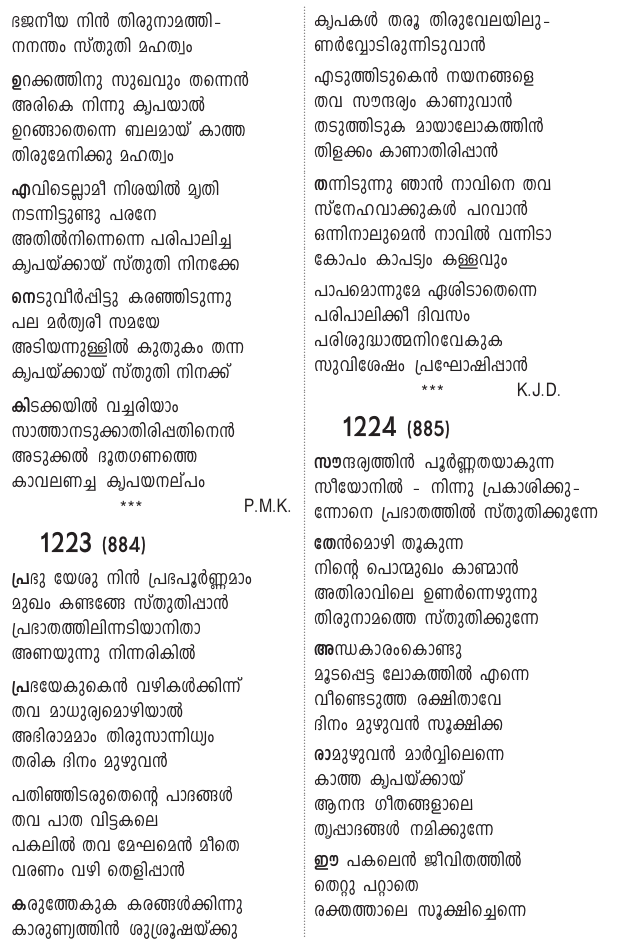 ഭജനീയ നിൻ തിരുനാമത്തി-
നനന്തം സ്തുതി മഹത്വം
ഉറക്കത്തിനു സുഖവും തന്നെൻ
അരികെ നിന്നു കൃപയാൽ
ഉറങ്ങാതെന്നെ ബലമായ് കാത്ത
തിരുമേനിക്കു മഹത്വം
എവിടെല്ലാമീ നിശയിൽ മൃതി
നടന്നിട്ടുണ്ടു പരനേ
അതിൽനിന്നെന്നെ പരിപാലിച്ച
കൃപയ്ക്കായ് സ്തുതി നിനക്കേ
നെടുവീർപ്പിട്ടു കരഞ്ഞിടുന്നു
പല മർത്യരീ സമയേ
അടിയന്നുള്ളിൽ കുതുകം തന്ന
കൃപയ്ക്കായ് സ്തുതി നിനക്ക്
കിടക്കയിൽ വച്ചരിയാം
സാത്താനടുക്കാതിരിപ്പതിനെൻ
അടുക്കൽ ദൂതഗണത്തെ
കാവലണച്ച കൃപയനല്പം
*** P.M.K.
1223 (884)
പ്രഭു യേശു നിൻ പ്രഭപൂർണ്ണമാം
മുഖം കണ്ടങ്ങേ സ്തുതിപ്പാൻ
പ്രഭാതത്തിലിന്നടിയാനിതാ
അണയുന്നു നിന്നരികിൽ
പ്രഭയേകുകെൻ വഴികൾക്കിന്ന്
തവ മാധുര്യമൊഴിയാൽ
അഭിരാമമാം തിരുസാന്നിധ്യം
തരിക ദിനം മുഴുവൻ
പതിഞ്ഞിടരുതെന്റെ പാദങ്ങൾ
തവ പാത വിട്ടകലെ
പകലിൽ തവ മേഘമെൻ മീതെ
വരണം വഴി തെളിപ്പാൻ
കരുത്തേകുക കരങ്ങൾക്കിന്നു
കാരുണ്യത്തിൻ ശുശ്രൂഷയ്ക്കു
കൃപകൾ തരൂ തിരുവേലയിലു-
ണർവ്വോടിരുന്നിടുവാൻ
എടുത്തിടുകെൻ നയനങ്ങളെ
തവ സൗന്ദര്യം കാണുവാൻ
തടുത്തിടുക മായാലോകത്തിൻ
തിളക്കം കാണാതിരിപ്പാൻ
തന്നിടുന്നു ഞാൻ നാവിനെ തവ
സ്നേഹവാക്കുകൾ പറവാൻ
ഒന്നിനാലുമെൻ നാവിൽ വന്നിടാ
കോപം കാപട്യം കള്ളവും
പാപമൊന്നുമേ ഏശിടാതെന്നെ
പരിപാലിക്കീ ദിവസം
പരിശുദ്ധാത്മനിറവേകുക
സുവിശേഷം പ്രഘോഷിപ്പാൻ
*** K.J.D.
1224 (885)
സൗന്ദര്യത്തിൻ പൂർണ്ണതയാകുന്ന
സീയോനിൽ - നിന്നു പ്രകാശിക്കു-
ന്നോനെ പ്രഭാതത്തിൽ സ്തുതിക്കുന്നേ
തേൻമൊഴി തൂകുന്ന
നിന്റെ പൊന്മുഖം കാണ്മാൻ
അതിരാവിലെ ഉണർന്നെഴുന്നു
തിരുനാമത്തെ സ്തുതിക്കുന്നേ
അന്ധകാരംകൊണ്ടു
മൂടപ്പെട്ട ലോകത്തിൽ എന്നെ
വീണ്ടെടുത്ത രക്ഷിതാവേ
ദിനം മുഴുവൻ സൂക്ഷിക്ക
രാമുഴുവൻ മാർവ്വിലെന്നെ
കാത്ത കൃപയ്ക്കായ്
ആനന്ദ ഗീതങ്ങളാലെ
തൃപ്പാദങ്ങൾ നമിക്കുന്നേ
ഈ പകലെൻ ജീവിതത്തിൽ
തെറ്റു പറ്റാതെ
രക്തത്താലെ സൂക്ഷിച്ചെന്നെ